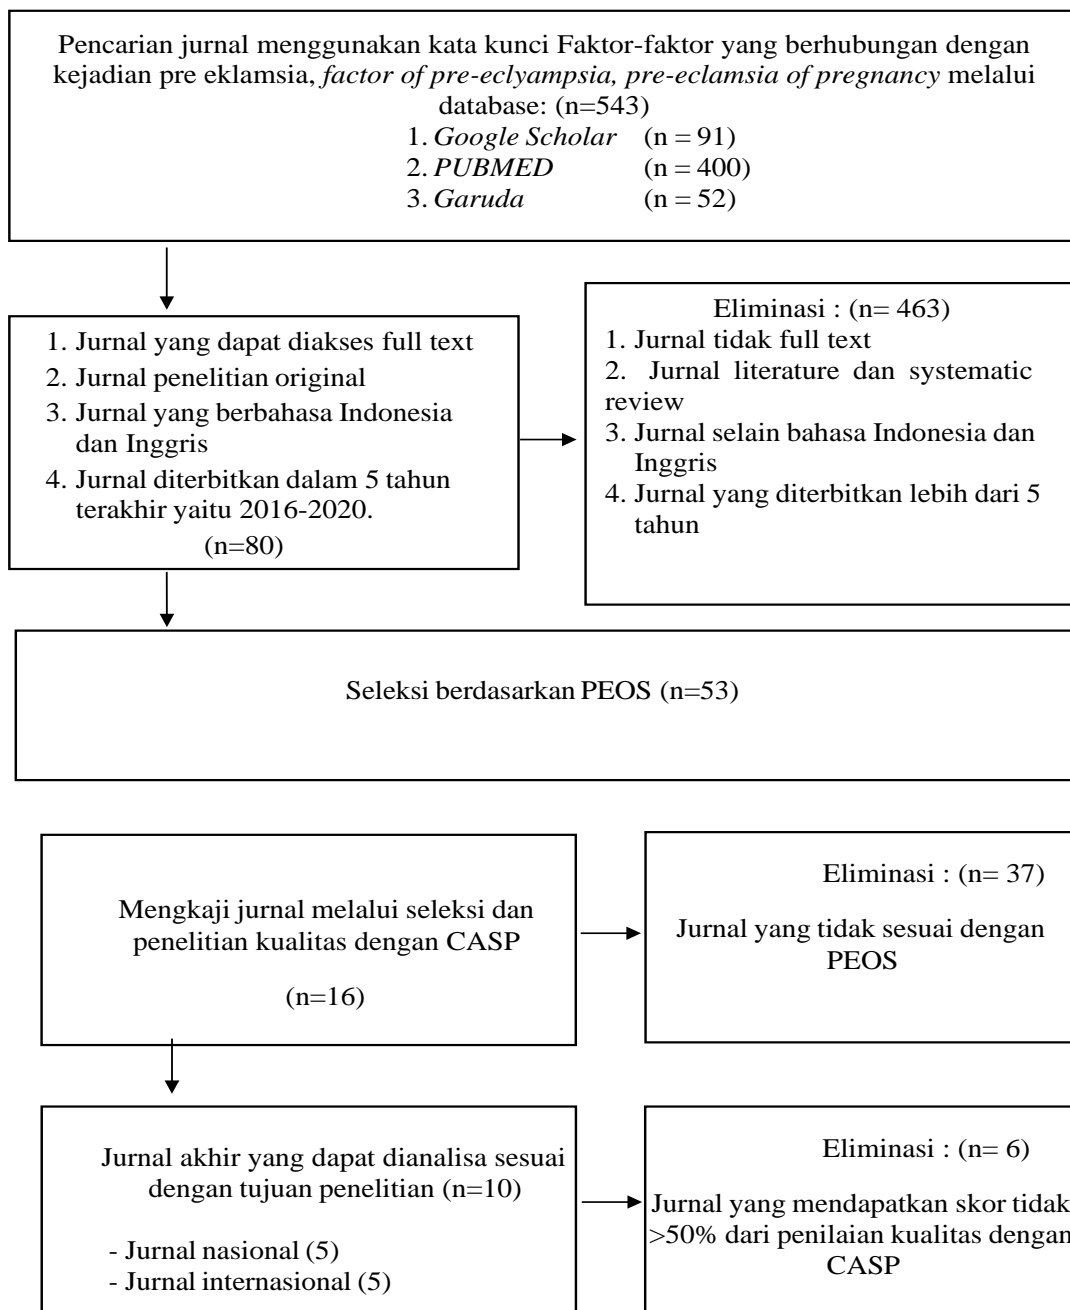 Pencarian jurnal menggunakan kata kunci Faktor-faktor yang berhubungan dengan
kejadian pre eklamsia, factor of pre-eclyampsia, pre-eclamsia of pregnancy melalui
database: (n=543)
1. Google Scholar (n = 91)
2. PUBMED (n = 400)
3. Garuda (n = 52)
1. Jurnal yang dapat diakses full text
2. Jurnal penelitian original
3. Jurnal yang berbahasa Indonesia
dan Inggris
4. Jurnal diterbitkan dalam 5 tahun
terakhir yaitu 2016-2020.
(n=80)
Eliminasi : (n= 463)
1. Jurnal tidak full text
2. Jurnal literature dan systematic
review
3. Jurnal selain bahasa Indonesia dan
Inggris
4. Jurnal yang diterbitkan lebih dari 5
tahun
Seleksi berdasarkan PEOS (n=53)
Mengkaji jurnal melalui seleksi dan
penelitian kualitas dengan CASP
(n=16)
Eliminasi : (n= 37)
Jurnal yang tidak sesuai dengan
PEOS
Jurnal akhir yang dapat dianalisa sesuai
dengan tujuan penelitian (n=10)
- Jurnal nasional (5)
- Jurnal internasional (5)
Eliminasi : (n= 6)
Jurnal yang mendapatkan skor tidak
>50% dari penilaian kualitas dengan
CASP